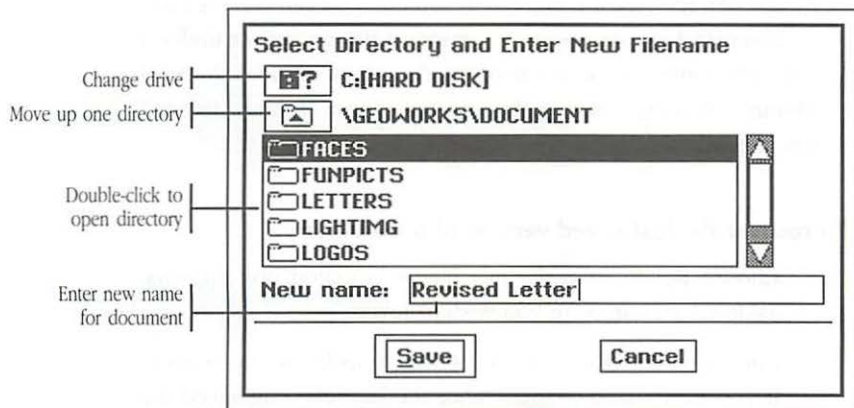 Select Directory and Enter New Filename
Change drive
? C:[HARD DISK]
Move up one directory
\GEOWORKS\DOCUMENT
FACES
FUNPICTS
Double-click to
open directory
LETTERS
LIGHTIMG
LOGOS
Enter new name
for document
New name: Revised Letter
Save
Cancel